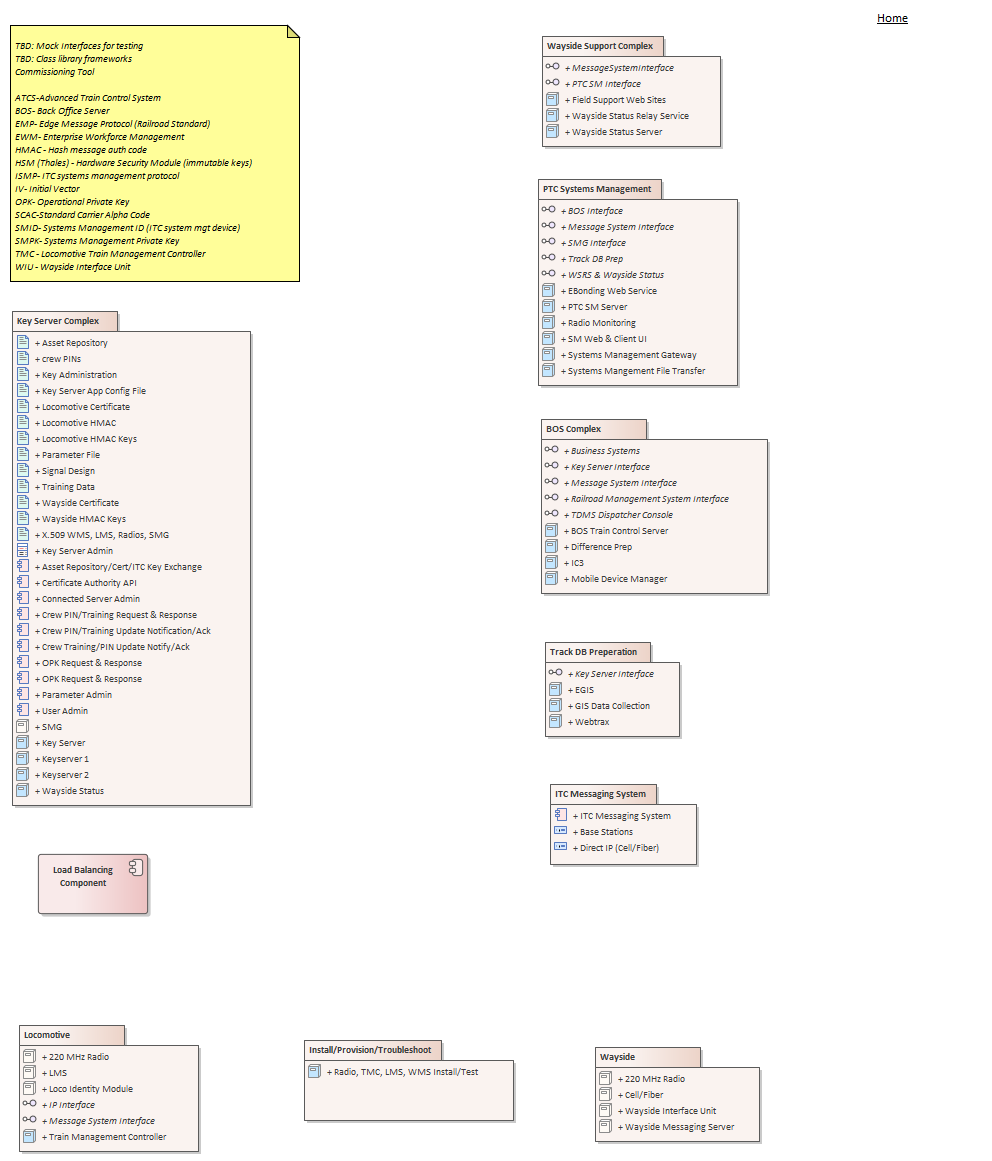 Home
TBD: Mock Interfaces for testing
TBD: Class library frameworks
Commissioning Tool
ATCS-Advanced Train Control System
BOS- Back Office Server
EMP- Edge Message Protocol (Railroad Standard)
EWM- Enterprise Workforce Management
HMAC - Hash message auth code
HSM (Thales) - Hardware Security Module (immutable keys)
ISMP- ITC systems management protocol
IV- Initial Vector
OPK- Operational Private Key
SCAC-Standard Carrier Alpha Code
SMID- Systems Management ID (ITC system mgt device)
SMPK- Systems Management Private Key
TMC - Locomotive Train Management Controller
WIU - Wayside Interface Unit
Key Server Complex
+ Asset Repository
+ crew PINs
+ Key Administration
+ Key Server App Config File
+ Locomotive Certificate
+ Locomotive HMAC
+ Locomotive HMAC Keys
+ Parameter File
+ Signal Design
+ Training Data
+ Wayside Certificate
+ Wayside HMAC Keys
+ X.509 WMS, LMS, Radios, SMG
+ Key Server Admin
+ Asset Repository/Cert/ITC Key Exchange
+ Certificate Authority API
+ Connected Server Admin
+ Crew PIN/Training Request & Response
+ Crew PIN/Training Update Notification/Ack
+ Crew Training/PIN Update Notify/Ack
+ OPK Request & Response
+ OPK Request & Response
+ Parameter Admin
+ User Admin
+ SMG
+ Key Server
+ Keyserver 1
+ Keyserver 2
+ Wayside Status
Load Balancing
Component
Wayside Support Complex
+ MessageSystemInterface
+ PTC SM Interface
+ Field Support Web Sites
+ Wayside Status Relay Service
+ Wayside Status Server
PTC Systems Management
+ BOS Interface
+ Message System Interface
+ SMG Interface
+ Track DB Prep
+ WSRS & Wayside Status
+ EBonding Web Service
+ PTC SM Server
+ Radio Monitoring
+ SM Web & Client UI
+ Systems Management Gateway
+ Systems Mangement File Transfer
BOS Complex
+ Business Systems
+ Key Server Interface
+ Message System Interface
+ Railroad Management System Interface
+ TDMS Dispatcher Console
+ BOS Train Control Server
+ Difference Prep
+ IC3
+ Mobile Device Manager
Track DB Preperation
+ Key Server Interface
+ EGIS
+ GIS Data Collection
+ Webtrax
ITC Messaging System
+ ITC Messaging System
+ Base Stations
+ Direct IP (Cell/Fiber)
Locomotive
+ 220 MHz Radio
+ LMS
+ Loco Identity Module
+ IP Interface
+ Message System Interface
+ Train Management Controller
Install/Provision/Troubleshoot
+ Radio, TMC, LMS, WMS Install/Test
Wayside
+ 220 MHz Radio
+ Cell/Fiber
+ Wayside Interface Unit
+ Wayside Messaging Server